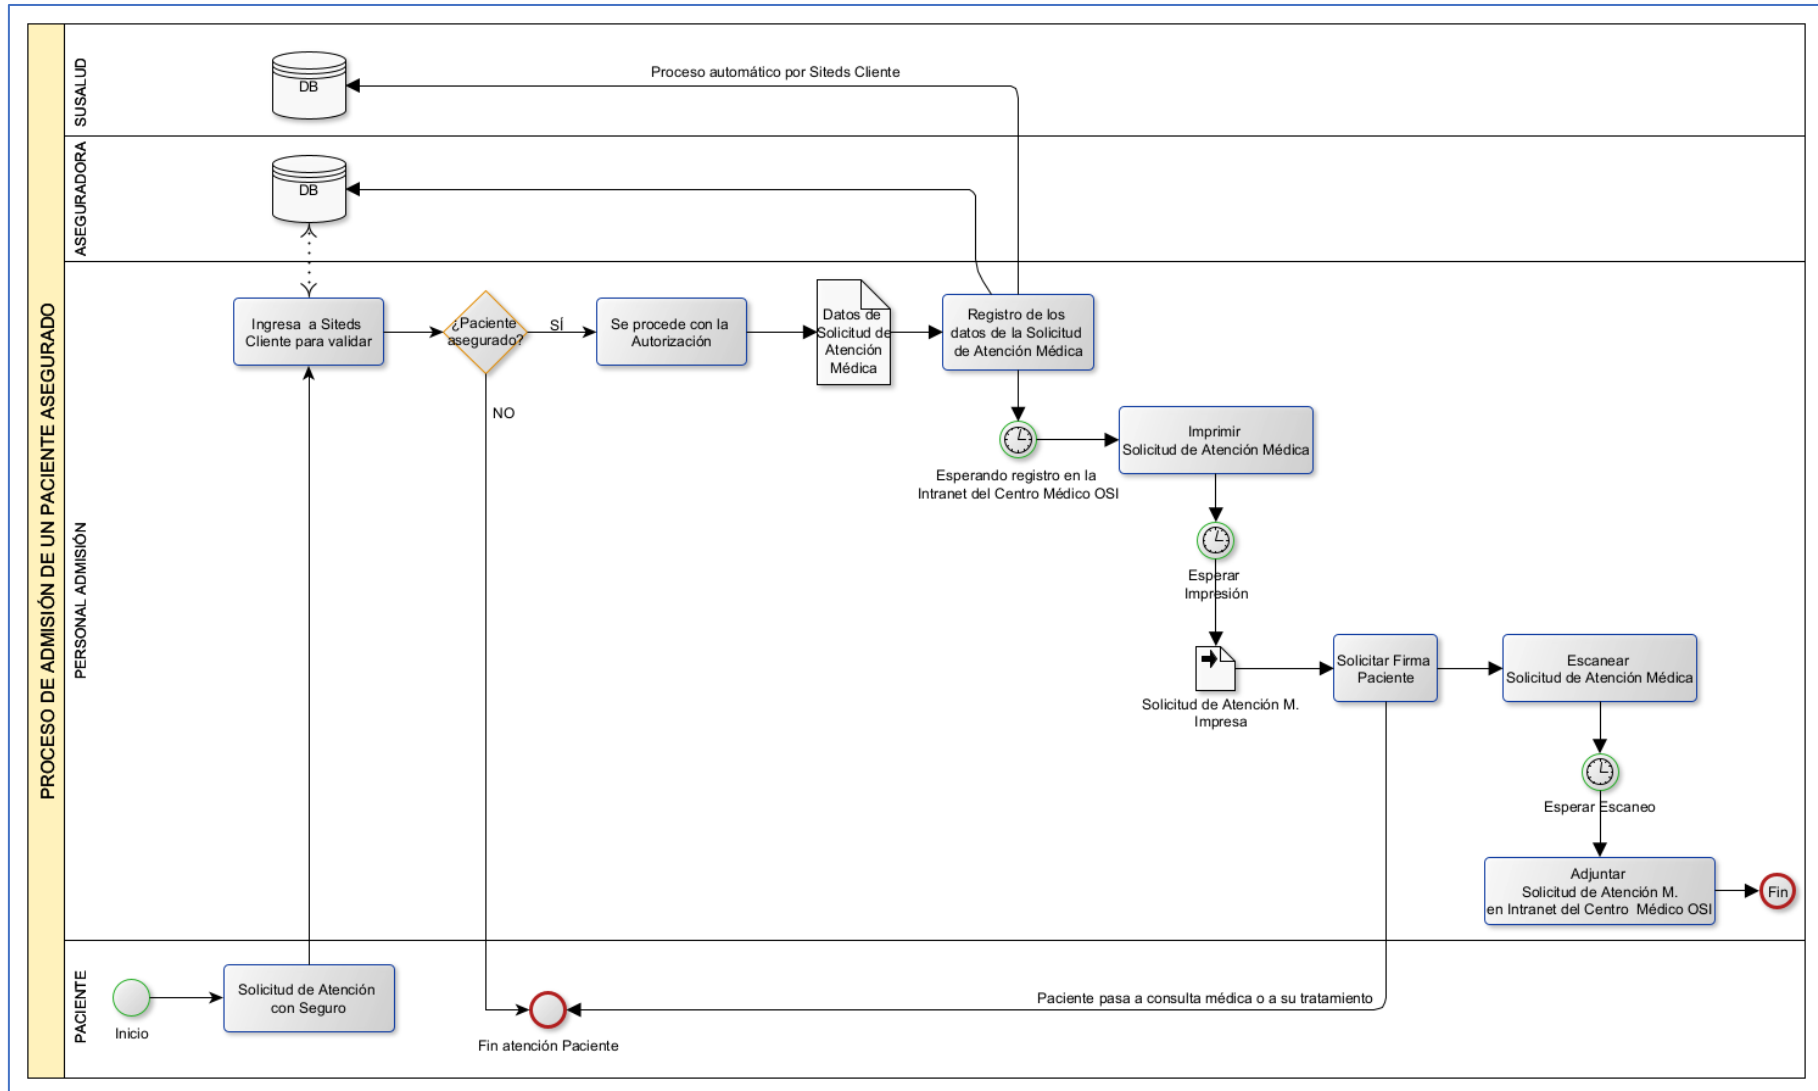 PROCESO DE ADMISIÓN DE UN PACIENTE ASEGURADO
SUSALUD
DB
Proceso automático por Siteds Cliente
ASEGURADORA
DB
PERSONAL ADMISIÓN
Ingresa a Siteds
Cliente para validar
¿Paciente
asegurado?
SÍ
NO
Se procede con la
Autorización
Datos de
Solicitud de
Atención
Médica
Registro de los
datos de la Solicitud
de Atención Médica
Esperando registro en la
Intranet del Centro Médico OSI
Imprimir
Solicitud de Atención Médica
Esperar
Impresión
Solicitud de Atención M.
Impresa
Solicitar Firma
Paciente
Escanear
Solicitud de Atención Médica
Esperar Escaneo
Adjuntar
Solicitud de Atención M.
en Intranet del Centro Médico OSI
Fin
PACIENTE
Inicio
Solicitud de Atención
con Seguro
Fin atención Paciente
Paciente pasa a consulta médica o a su tratamiento